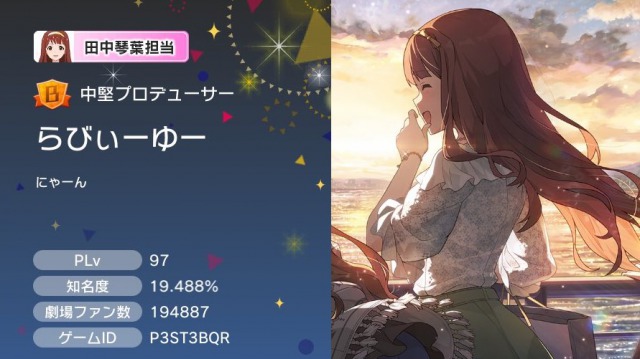 田中琴葉担当
B
中堅プロデューサー
らびぃーゆー
にゃーん
PLv 97
知名度 19.488%
劇場ファン数 194887
ゲームID P3ST3BQR